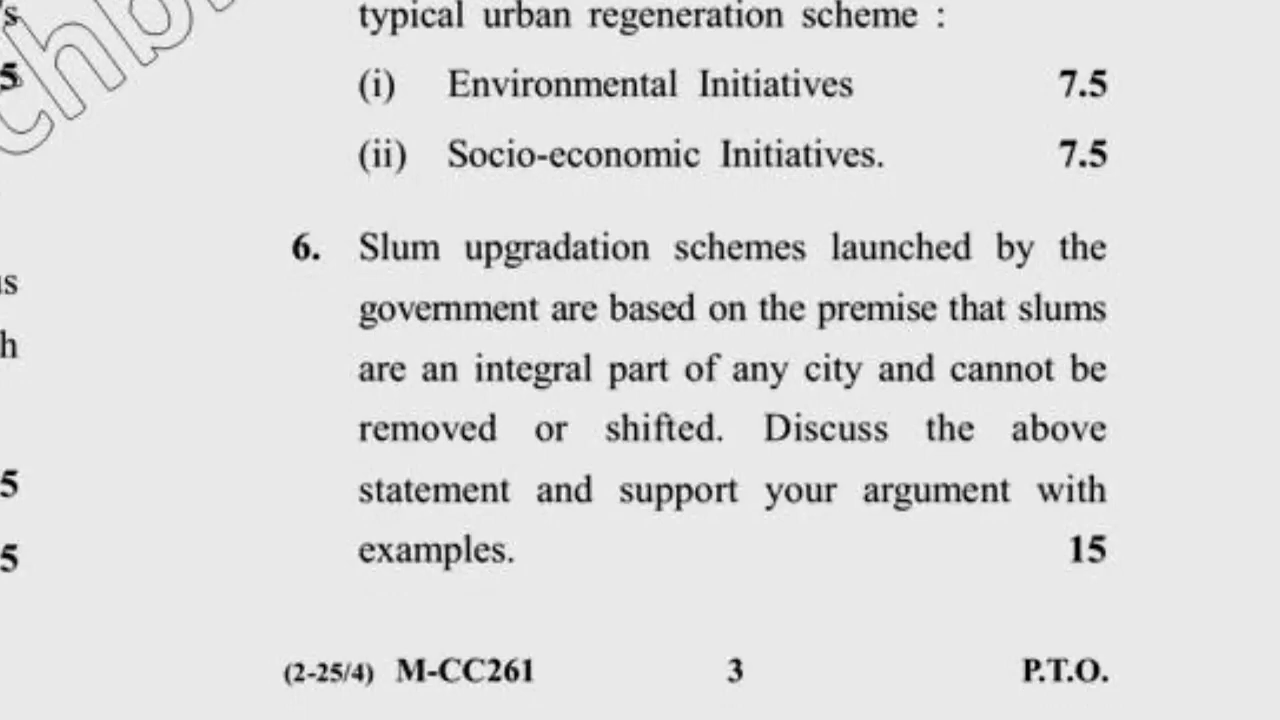 typical urban regeneration scheme :
(i) Environmental Initiatives 7.5
(ii) Socio-economic Initiatives. 7.5
6. Slum upgradation schemes launched by the
government are based on the premise that slums
are an integral part of any city and cannot be
removed or shifted. Discuss the above
statement and support your argument with
examples. 15
(2-25/4) M-CC261 3 P.T.O.